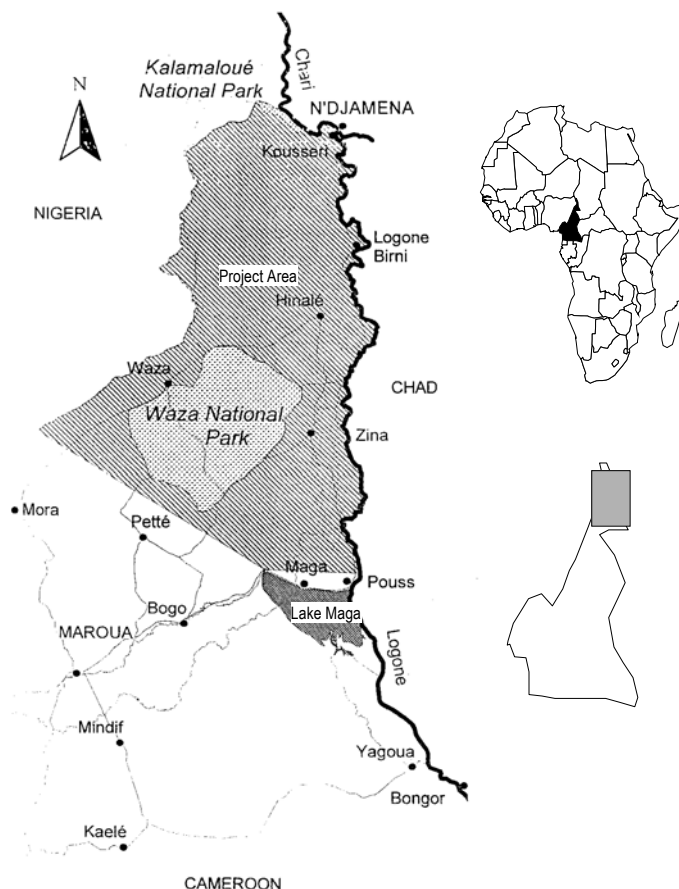 Chari
Kalamaloué
National Park
N
N'DJAMENA
Kousseri
NIGERIA
Logone
Birni
Project Area
Hinalé
Waza
CHAD
Waza National
Park
Zina
Mora
Petté
Maga
Pouss
Bogo
Lake Maga
MAROUA
Logone
Mindif
Yagoua
Bongor
Kaelé
CAMEROON